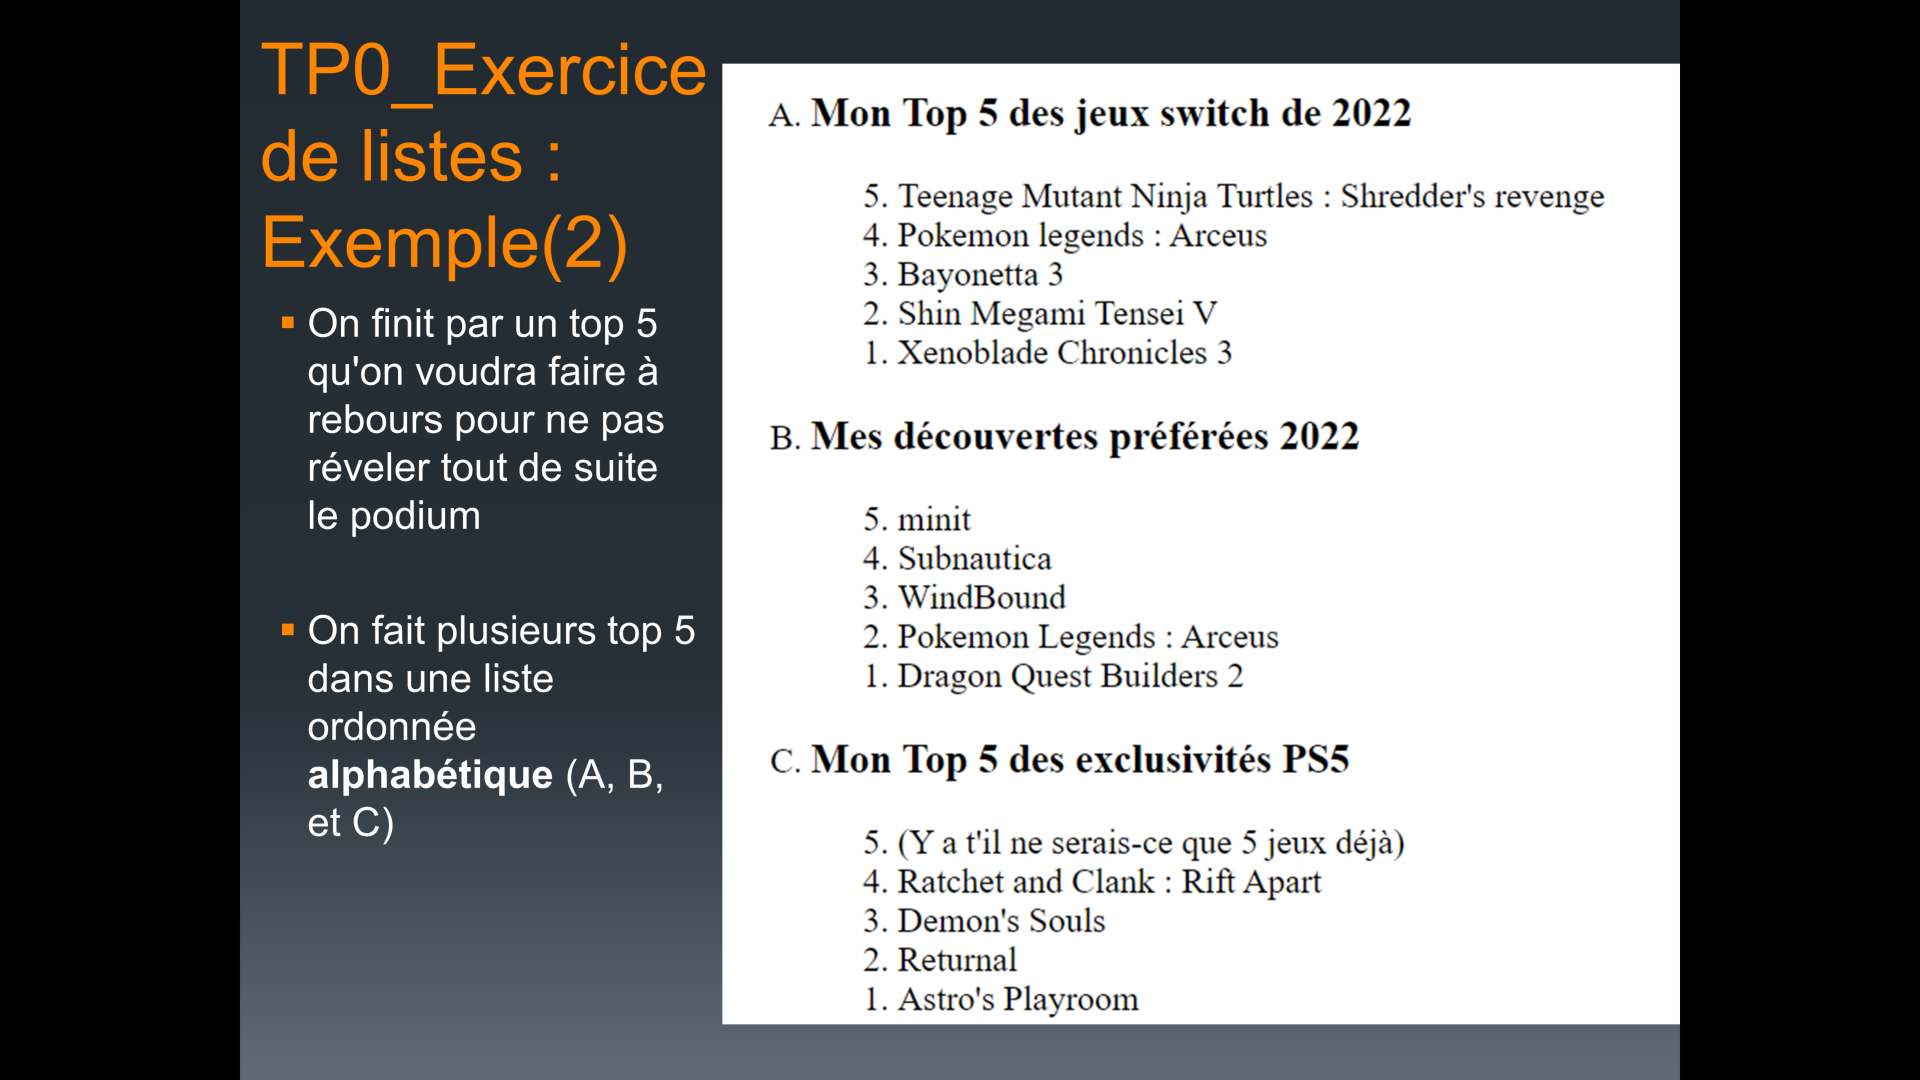 TP0_Exercice
de listes :
Exemple(2)
On finit par un top 5
qu'on voudra faire à
rebours pour ne pas
réveler tout de suite
le podium
On fait plusieurs top 5
dans une liste
ordonnée
alphabétique (A, B,
et C)
A. Mon Top 5 des jeux switch de 2022
5. Teenage Mutant Ninja Turtles : Shredder's revenge
4. Pokemon legends : Arceus
3. Bayonetta 3
2. Shin Megami Tensei V
1. Xenoblade Chronicles 3
B. Mes découvertes préférées 2022
5. minit
4. Subnautica
3. WindBound
2. Pokemon Legends : Arceus
1. Dragon Quest Builders 2
C. Mon Top 5 des exclusivités PS5
5. (Y a t'il ne serais-ce que 5 jeux déjà)
4. Ratchet and Clank : Rift Apart
3. Demon's Souls
2. Returnal
1. Astro's Playroom